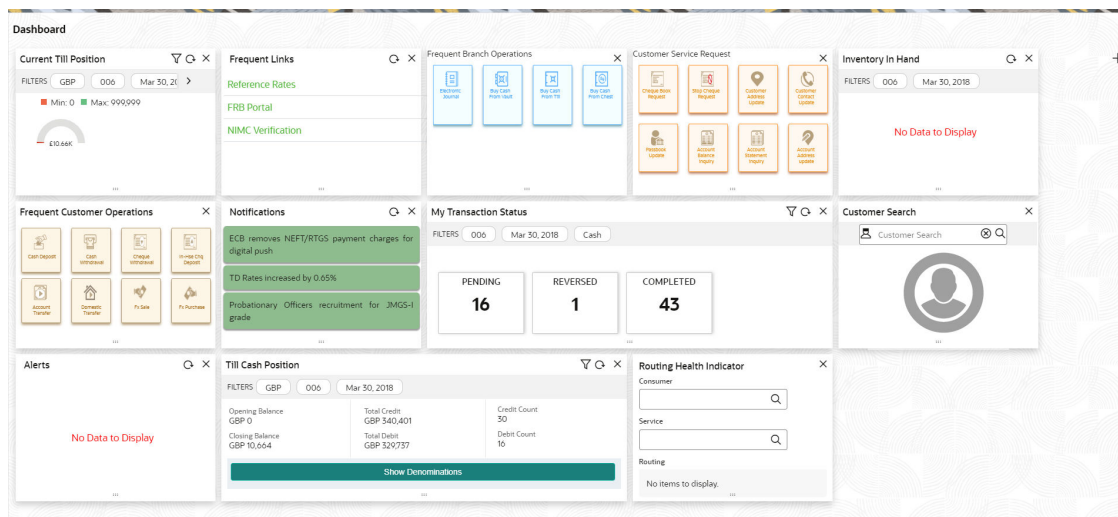 Dashboard
Current Till Position
FILTERS GBP 006 Mar 30, 20
Min: 0 Max: 999,999
£10.66K
Frequent Links
Reference Rates
FRB Portal
NIMC Verification
Frequent Branch Operations
Electronic Journal
Buy Cash From Vault
Buy Cash From Till
Buy Cash From Chest
Customer Service Request
Cheque Book Request
Stop Cheque Request
Customer Address Update
Customer Contact Update
Passbook Update
Account Balance Inquiry
Account Statement Inquiry
Account Address Update
Inventory In Hand
FILTERS 006 Mar 30, 2018
No Data to Display
Frequent Customer Operations
Cash Deposit
Cash Withdrawal
Cheque Withdrawal
In-House Chq Deposit
Account Transfer
Domestic Transfer
Fx Sale
Fx Purchase
Notifications
ECB removes NEFT/RTGS payment charges for
digital push
TD Rates increased by 0.65%
Probationary Officers recruitment for JMGS-I
grade
My Transaction Status
FILTERS 006 Mar 30, 2018 Cash
PENDING
16
REVERSED
1
COMPLETED
43
Customer Search
Customer Search
Alerts
No Data to Display
Till Cash Position
FILTERS GBP 006 Mar 30, 2018
Opening Balance
GBP 0
Total Credit
GBP 340,401
Credit Count
30
Closing Balance
GBP 10,664
Total Debit
GBP 329,737
Debit Count
16
Show Denominations
Routing Health Indicator
Consumer
Service
Routing
No items to display.